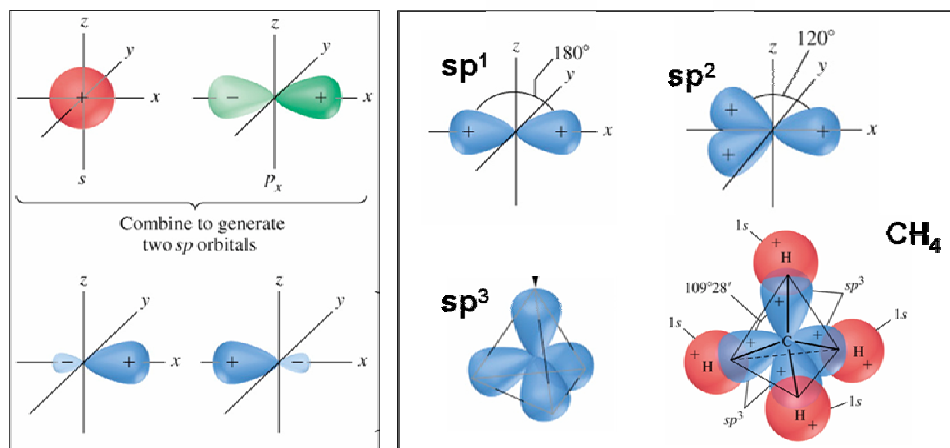 z
y
+
x
s
z
y
−
+
x
pₓ
Combine to generate
two sp orbitals
z
y
−
+
x
z
y
+
−
x
sp¹
z
180°
y
+
+
x
sp²
z
120°
y
+
+
+
x
sp³
CH₄
1s
+
H
109°28′
sp³
+
1s
1s
+
H
+
C
+
+
H
+
sp³
H
+
1s